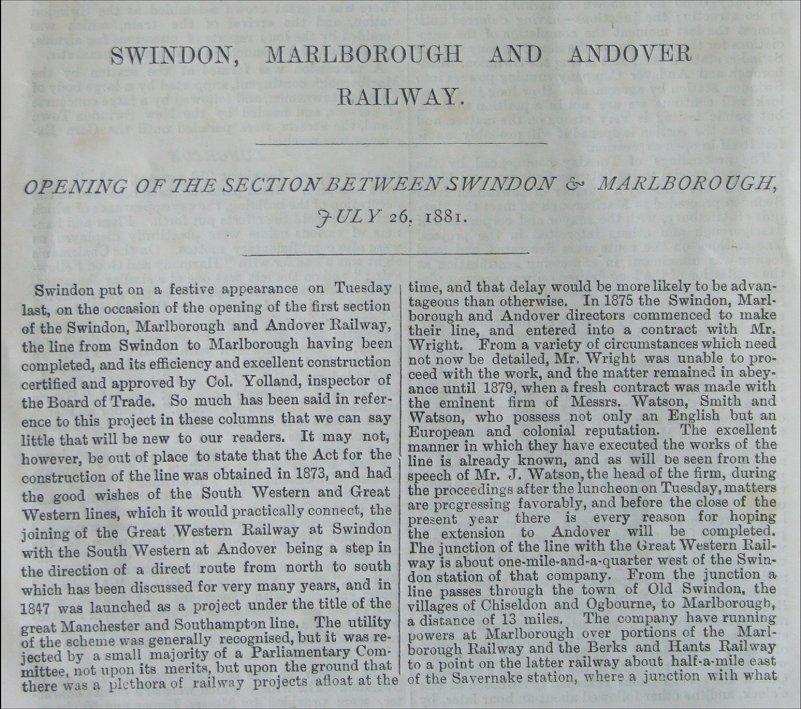 SWINDON, MARLBOROUGH AND ANDOVER
RAILWAY.
OPENING OF THE SECTION BETWEEN SWINDON & MARLBOROUGH,
JULY 26, 1881.
Swindon put on a festive appearance on Tuesday
last, on the occasion of the opening of the first section
of the Swindon, Marlborough and Andover Railway,
the line from Swindon to Marlborough having been
completed, and its efficiency and excellent construction
certified and approved by Col. Yolland, inspector of
the Board of Trade. So much has been said in refer-
ence to this project in these columns that we can say
little that will be new to our readers. It may not,
however, be out of place to state that the Act for the
construction of the line was obtained in 1873, and had
the good wishes of the South Western and Great
Western lines, which it would practically connect, the
joining of the Great Western Railway at Swindon
with the South Western at Andover being a step in
the direction of a direct route from north to south
which has been discussed for very many years, and in
1847 was launched as a project under the title of the
great Manchester and Southampton line. The utility
of the scheme was generally recognised, but it was re-
jected by a small majority of a Parliamentary Com-
mittee, not upon its merits, but upon the ground that
there was a plethora of railway projects afloat at the
time, and that delay would be more likely to be advan-
tageous than otherwise. In 1875 the Swindon, Marl-
borough and Andover directors commenced to make
their line, and entered into a contract with Mr.
Wright. From a variety of circumstances which need
not now be detailed, Mr. Wright was unable to pro-
ceed with the work, and the matter remained in abey-
ance until 1879, when a fresh contract was made with
the eminent firm of Messrs. Watson, Smith and
Watson, who possess not only an English but an
European and colonial reputation. The excellent
manner in which they have executed the works of the
line is already known, and as will be seen from the
speech of Mr. J. Watson, the head of the firm, during
the proceedings after the luncheon on Tuesday, matters
are progressing favorably, and before the close of the
present year there is every reason for hoping
the extension to Andover will be completed.
The junction of the line with the Great Western Rail-
way is about one-mile-and-a-quarter west of the Swin-
don station of that company. From the junction a
line passes through the town of Old Swindon, the
villages of Chiseldon and Ogbourne, to Marlborough,
a distance of 13 miles. The company have running
powers at Marlborough over portions of the Marl-
borough Railway and the Berks and Hants Railway
to a point on the latter railway about half-a-mile east
of the Savernake station, where a junction with what